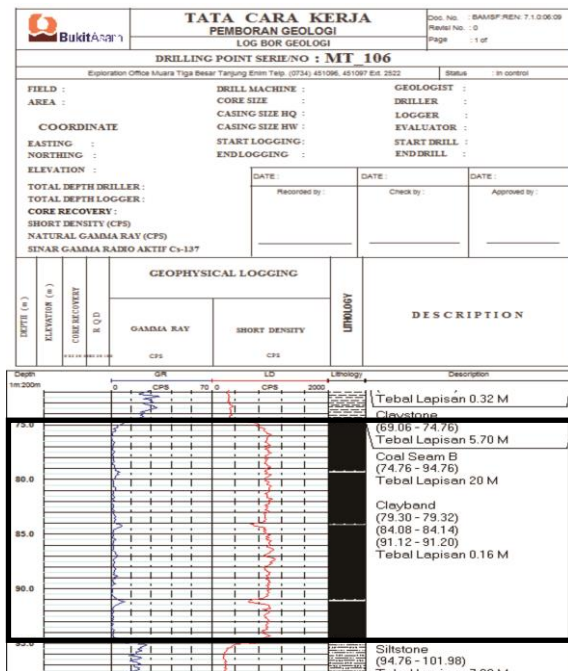 BukitAsam
TATA CARA KERJA
PEMBORAN GEOLOGI
LOG BOR GEOLOGI
Doc. No. : BAMSP/REN: 7.1.0.06.09
Revisi No. : 0
Page : 1 of
DRILLING POINT SERIE/NO : MT_106
Exploration Office Muara Tiga Besar Tanjung Enim Telp. (0734) 451096, 451097 Ext. 2522
Status : In control
FIELD :
AREA :
COORDINATE
EASTING :
NORTHING :
ELEVATION :
DRILL MACHINE :
CORE SIZE :
CASING SIZE HQ :
CASING SIZE HW :
START LOGGING :
END LOGGING :
GEOLOGIST :
DRILLER :
LOGGER :
EVALUATOR :
START DRILL :
END DRILL :
TOTAL DEPTH DRILLER :
TOTAL DEPTH LOGGER :
CORE RECOVERY :
SHORT DENSITY (CPS)
NATURAL GAMMA RAY (CPS)
SINAR GAMMA RADIO AKTIF Cs-137
DATE : DATE : DATE :
Recorded by : Check by : Approved by :
DEPTH (m)
ELEVATION (m)
CORE RECOVERY
R Q D
GEOPHYSICAL LOGGING
GAMMA RAY
CPS
SHORT DENSITY
CPS
LITHOLOGY
DESCRIPTION
Depth GR LD Lithology Description
1m:200m 0 CPS 70 0 CPS 2000
Tebal Lapisan 0.32 M
Claystone
(69.06 - 74.76)
Tebal Lapisan 5.70 M
Coal Seam B
(74.76 - 94.76)
Tebal Lapisan 20 M
Clayband
(79.30 - 79.32)
(84.08 - 84.14)
(91.12 - 91.20)
Tebal Lapisan 0.16 M
Siltstone
(94.76 - 101.98)
75.0
80.0
85.0
90.0
95.0